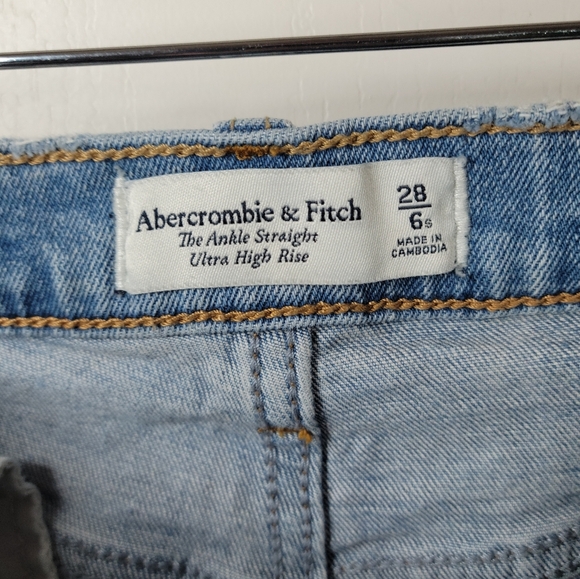 Abercrombie & Fitch
The Ankle Straight
Ultra High Rise
28
6s
MADE IN
CAMBODIA